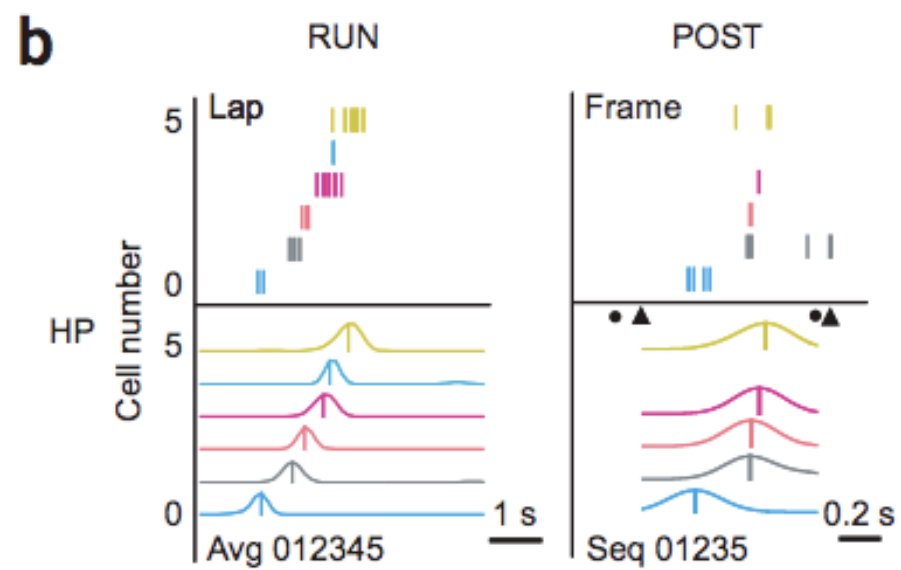 b
RUN
POST
Lap
Frame
5
0
HP
Cell number
5
0
1 s
0.2 s
Avg 012345
Seq 01235